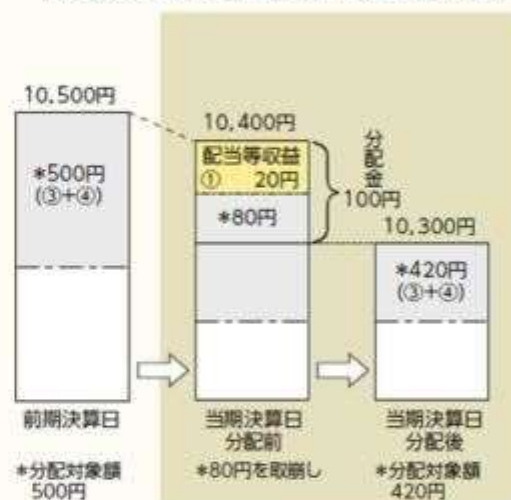 10,500円
*500円
(③+④)
10,400円
配当等収益
① 20円
*80円
分配金
100円
10,300円
*420円
(③+④)
前期決算日
当期決算日
分配前
当期決算日
分配後
*分配対象額
500円
*80円を取崩し
*分配対象額
420円